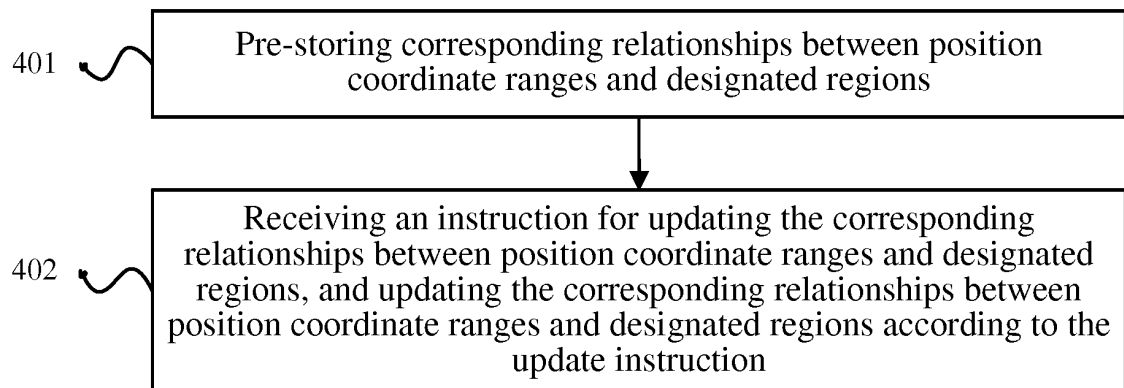 401
Pre-storing corresponding relationships between position
coordinate ranges and designated regions
402
Receiving an instruction for updating the corresponding
relationships between position coordinate ranges and designated
regions, and updating the corresponding relationships between
position coordinate ranges and designated regions according to the
update instruction